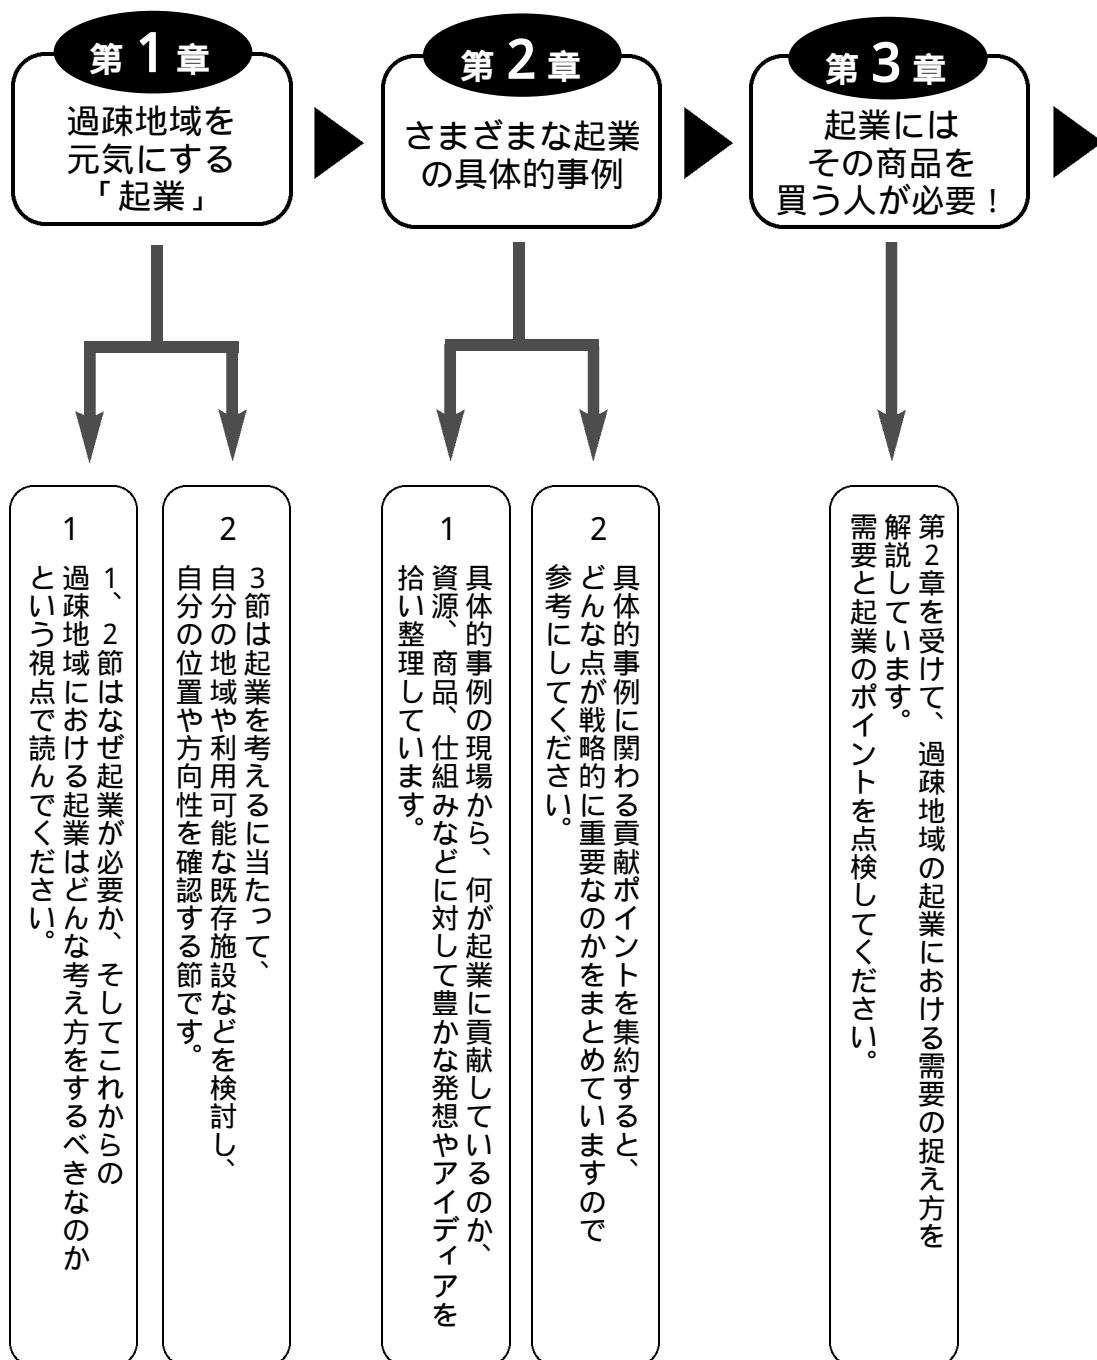 第1章
過疎地域を
元気にする
「起業」
第2章
さまざまな起業
の具体的事例
第3章
起業には
その商品を
買う人が必要！
1
1、2節はなぜ起業が必要か、そしてこれからの
過疎地域における起業はどんな考え方をするべきなのか
という視点で読んでください。
2
3節は起業を考えるに当たって、
自分の地域や利用可能な既存施設などを検討し、
自分の位置や方向性を確認する節です。
1
具体的事例の現場から、何が起業に貢献しているのか、
資源、商品、仕組みなどに対して豊かな発想やアイディアを
拾い整理しています。
2
具体的事例に関わる貢献ポイントを集約すると、
どんな点が戦略的に重要なのかをまとめていますので
参考にしてください。
第2章を受けて、過疎地域の起業における需要の捉え方を
解説しています。
需要と起業のポイントを点検してください。